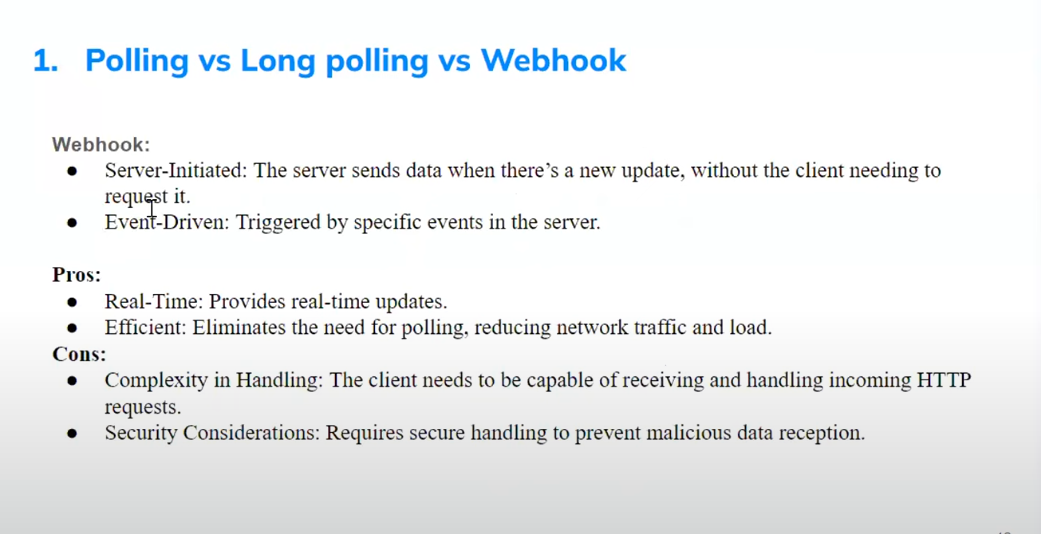 1. Polling vs Long polling vs Webhook
Webhook:
● Server-Initiated: The server sends data when there's a new update, without the client needing to
request it.
● Event-Driven: Triggered by specific events in the server.
Pros:
● Real-Time: Provides real-time updates.
● Efficient: Eliminates the need for polling, reducing network traffic and load.
Cons:
● Complexity in Handling: The client needs to be capable of receiving and handling incoming HTTP
requests.
● Security Considerations: Requires secure handling to prevent malicious data reception.